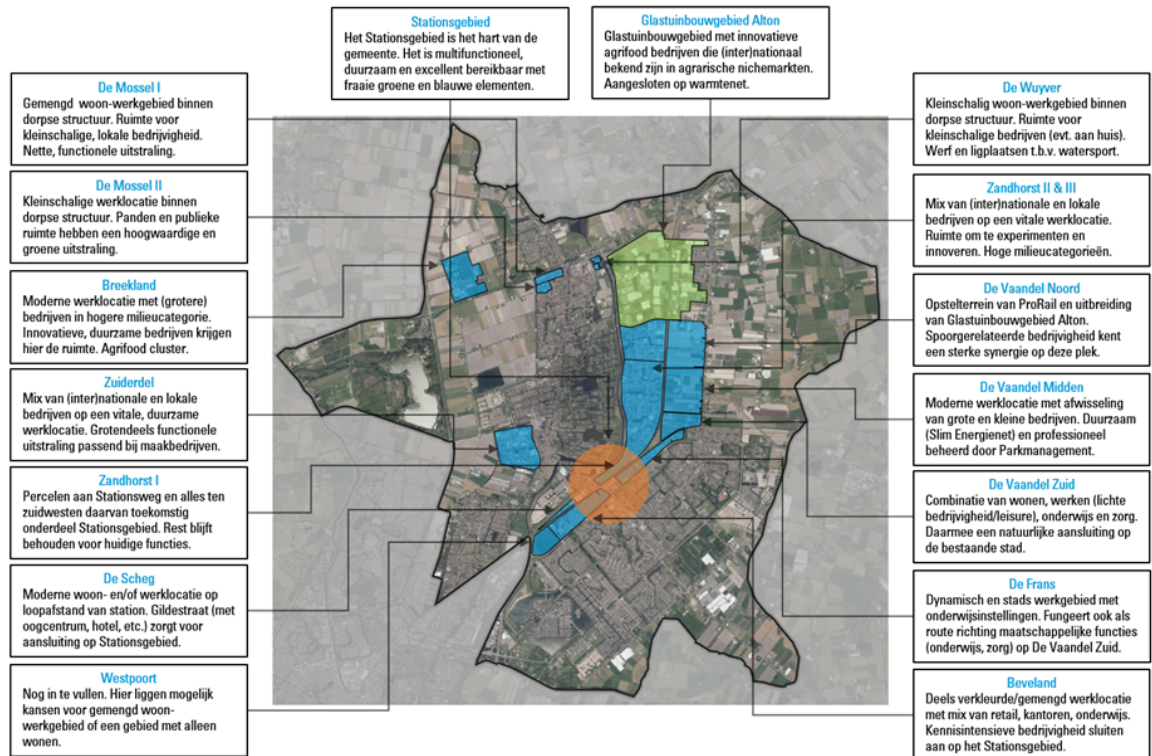 Stationsgebied
Het Stationsgebied is het hart van de
gemeente. Het is multifunctioneel,
duurzaam en excellent bereikbaar met
fraaie groene en blauwe elementen.
Glastuinbouwgebied Alton
Glastuinbouwgebied met innovatieve
agrifood bedrijven die (inter)nationaal
bekend zijn in agrarische nichemarkten.
Aangesloten op warmtenet.
De Mossel I
Gemengd woon-werkgebied binnen
dorpse structuur. Ruimte voor
kleinschalige, lokale bedrijvigheid.
Nette, functionele uitstraling.
De Mossel II
Kleinschalige werklocatie binnen
dorpse structuur. Panden en publieke
ruimte hebben een hoogwaardige en
groene uitstraling.
Breekland
Moderne werklocatie met (grotere)
bedrijven in hogere milieucategorie.
Innovatieve, duurzame bedrijven krijgen
hier de ruimte. Agrifood cluster.
Zuiderdel
Mix van (inter)nationale en lokale
bedrijven op een vitale, duurzame
werklocatie. Grotendeels functionele
uitstraling passend bij maakbedrijven.
Zandhorst I
Percelen aan Stationsweg en alles ten
zuidwesten daarvan toekomstig
onderdeel Stationsgebied. Rest blijft
behouden voor huidige functies.
De Scheg
Moderne woon- en/of werklocatie op
loopafstand van station. Gildestraat (met
oogcentrum, hotel, etc.) zorgt voor
aansluiting op Stationsgebied.
Westpoort
Nog in te vullen. Hier liggen mogelijk
kansen voor gemengd woon-
werkgebied of een gebied met alleen
wonen.
De Wuyver
Kleinschalig woon-werkgebied binnen
dorpse structuur. Ruimte voor
kleinschalige bedrijven (evt. aan huis).
Werf en ligplaatsen t.b.v. watersport.
Zandhorst II & III
Mix van (inter)nationale en lokale
bedrijven op een vitale werklocatie.
Ruimte om te experimenten en
innoveren. Hoge milieucategorieën.
De Vaandel Noord
Opstelterrein van ProRail en uitbreiding
van Glastuinbouwgebied Alton.
Spoorgerelateerde bedrijvigheid kent
een sterke synergie op deze plek.
De Vaandel Midden
Moderne werklocatie met afwisseling
van grote en kleine bedrijven. Duurzaam
(Slim Energienet) en professioneel
beheerd door Parkmanagement.
De Vaandel Zuid
Combinatie van wonen, werken (lichte
bedrijvigheid/leisure), onderwijs en zorg.
Daarmee een natuurlijke aansluiting op
de bestaande stad.
De Frans
Dynamisch en stads werkgebied met
onderwijsinstellingen. Fungeert ook als
route richting maatschappelijke functies
(onderwijs, zorg) op De Vaandel Zuid.
Beveland
Deels verkleurde/gemengd werklocatie
met mix van retail, kantoren, onderwijs.
Kennisintensieve bedrijvigheid sluiten
aan op het Stationsgebied.